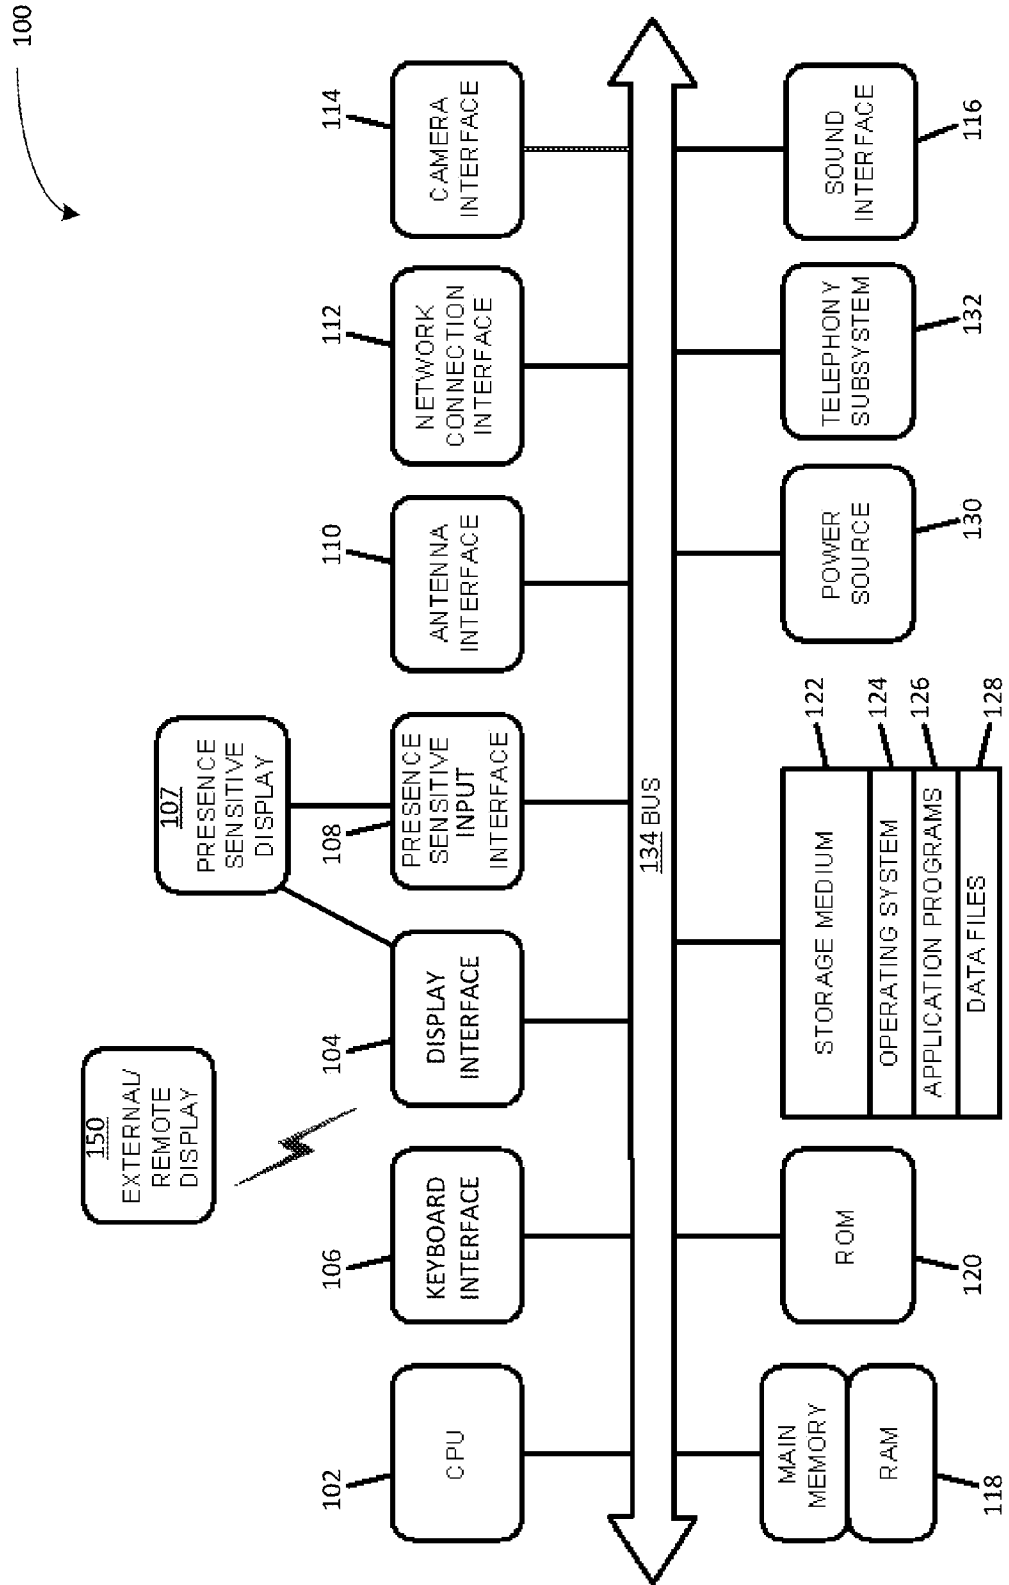 100
150
EXTERNAL/
REMOTE
DISPLAY
107
PRESENCE
SENSITIVE
DISPLAY
102
106
104
108
110
112
114
CPU
KEYBOARD
INTERFACE
DISPLAY
INTERFACE
PRESENCE
SENSITIVE
INPUT
INTERFACE
ANTENNA
INTERFACE
NETWORK
CONNECTION
INTERFACE
CAMERA
INTERFACE
134 BUS
MAIN
MEMORY
RAM
118
ROM
120
STORAGE MEDIUM
122
OPERATING SYSTEM
124
APPLICATION PROGRAMS
126
DATA FILES
128
POWER
SOURCE
130
TELEPHONY
SUBSYSTEM
132
SOUND
INTERFACE
116